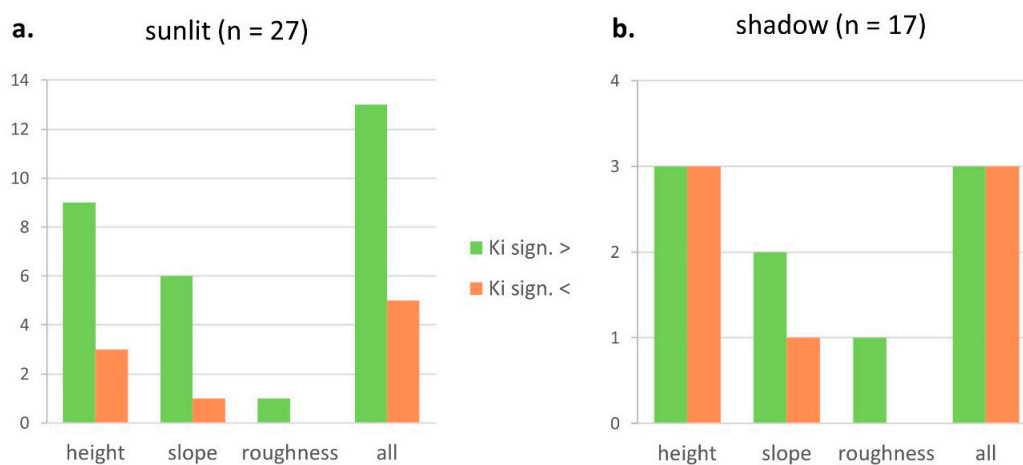 a.
sunlit (n = 27)
14
12
10
8
6
4
2
0
height slope roughness all
Ki sign. >
Ki sign. <
b.
shadow (n = 17)
4
3
2
1
0
height slope roughness all